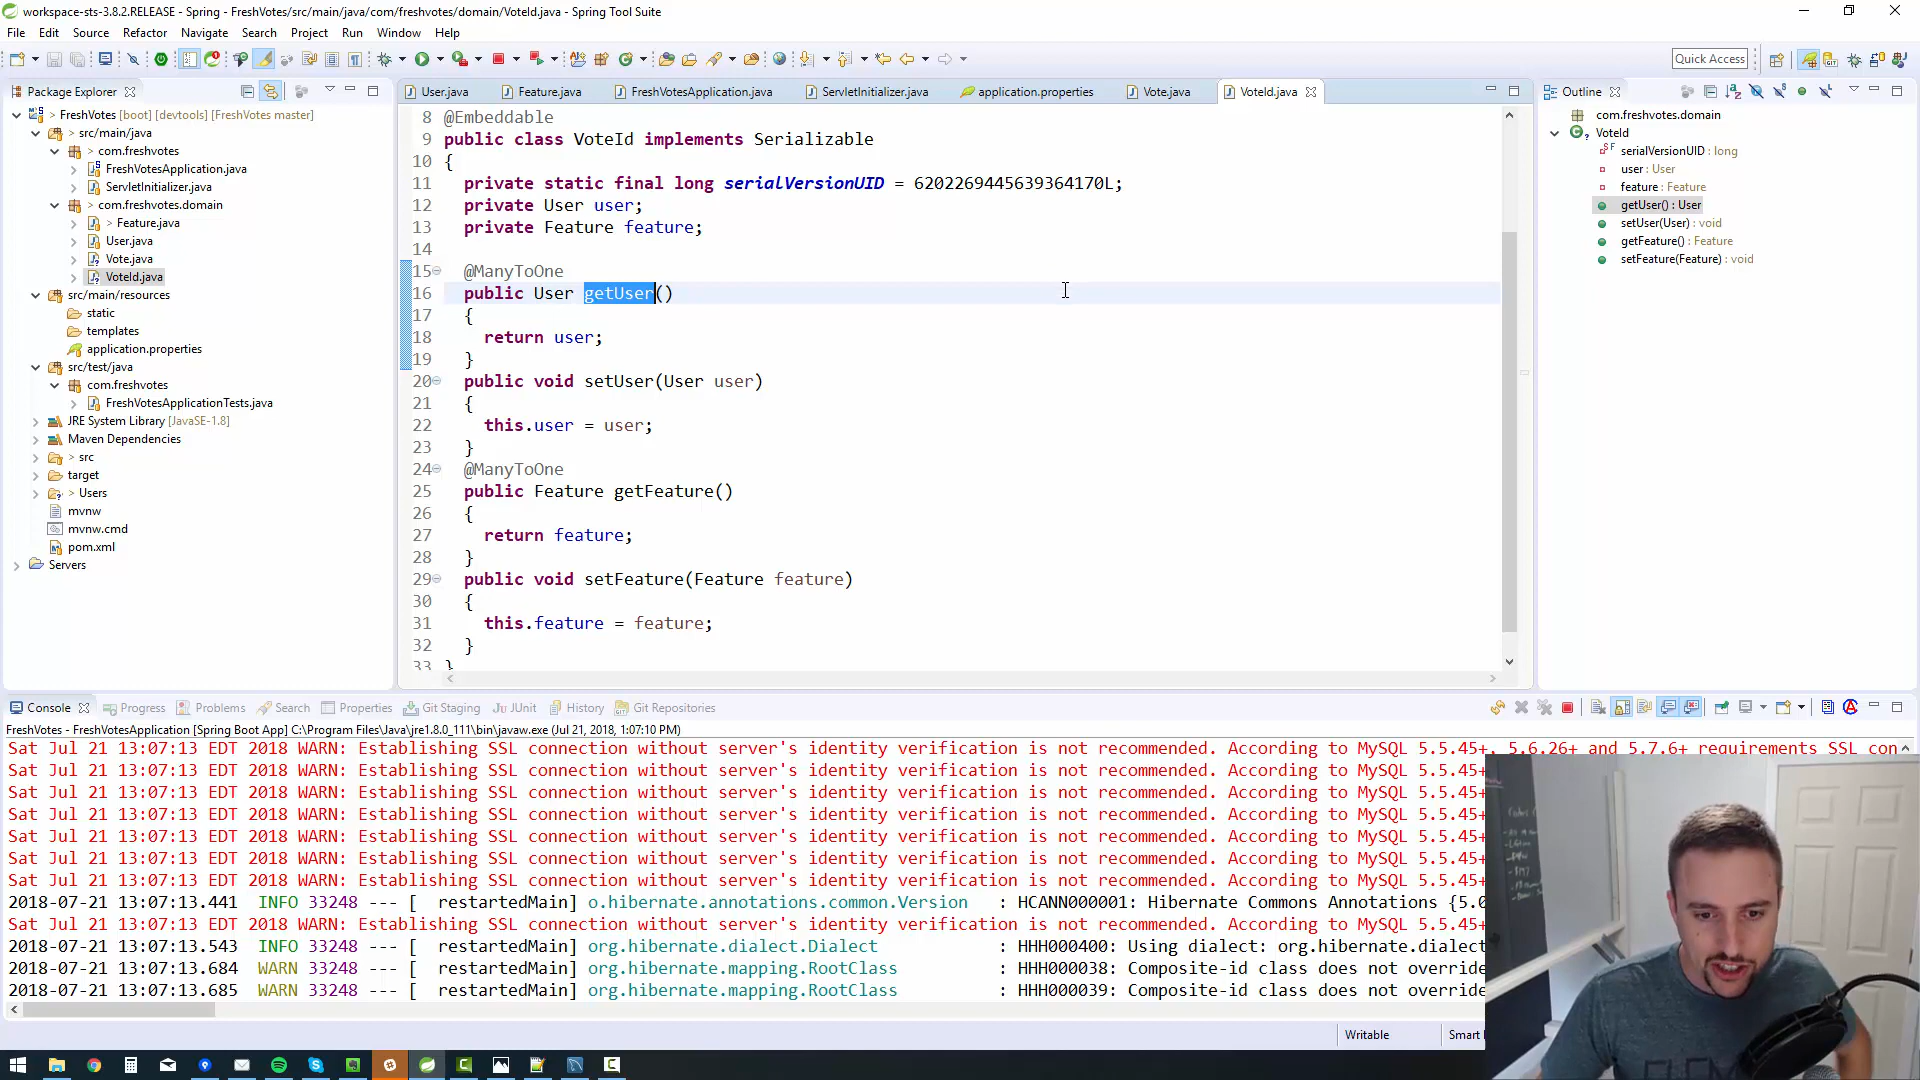 workspace-sts-3.8.2.RELEASE - Spring - FreshVotes/src/main/java/com/freshvotes/domain/VoteId.java - Spring Tool Suite
File Edit Source Refactor Navigate Search Project Run Window Help
Quick Access
Package Explorer
FreshVotes [boot] [devtools] [FreshVotes master]
src/main/java
> com.freshvotes
FreshVotesApplication.java
ServletInitializer.java
> com.freshvotes.domain
> Feature.java
User.java
Vote.java
VoteId.java
src/main/resources
static
templates
application.properties
src/test/java
com.freshvotes
FreshVotesApplicationTests.java
JRE System Library [JavaSE-1.8]
Maven Dependencies
> src
target
> Users
mvnw
mvnw.cmd
pom.xml
Servers
User.java Feature.java FreshVotesApplication.java ServletInitializer.java application.properties Vote.java VoteId.java
8 @Embeddable
9 public class VoteId implements Serializable
10 {
11 private static final long serialVersionUID = 6202269445639364170L;
12 private User user;
13 private Feature feature;
14
15 @ManyToOne
16 public User getUser()
17 {
18 return user;
19 }
20 public void setUser(User user)
21 {
22 this.user = user;
23 }
24 @ManyToOne
25 public Feature getFeature()
26 {
27 return feature;
28 }
29 public void setFeature(Feature feature)
30 {
31 this.feature = feature;
32 }
33 }
Outline
com.freshvotes.domain
VoteId
serialVersionUID : long
user : User
feature : Feature
getUser() : User
setUser(User) : void
getFeature() : Feature
setFeature(Feature) : void
Console Progress Problems Search Properties Git Staging JUnit History Git Repositories
FreshVotes - FreshVotesApplication [Spring Boot App] C:\Program Files\Java\jre1.8.0_111\bin\javaw.exe (Jul 21, 2018, 1:07:10 PM)
Sat Jul 21 13:07:13 EDT 2018 WARN: Establishing SSL connection without server's identity verification is not recommended. According to MySQL 5.5.45+, 5.6.26+ and 5.7.6+ requirements SSL con
Sat Jul 21 13:07:13 EDT 2018 WARN: Establishing SSL connection without server's identity verification is not recommended. According to MySQL 5.5.45+
Sat Jul 21 13:07:13 EDT 2018 WARN: Establishing SSL connection without server's identity verification is not recommended. According to MySQL 5.5.45+
Sat Jul 21 13:07:13 EDT 2018 WARN: Establishing SSL connection without server's identity verification is not recommended. According to MySQL 5.5.45+
Sat Jul 21 13:07:13 EDT 2018 WARN: Establishing SSL connection without server's identity verification is not recommended. According to MySQL 5.5.45+
Sat Jul 21 13:07:13 EDT 2018 WARN: Establishing SSL connection without server's identity verification is not recommended. According to MySQL 5.5.45+
Sat Jul 21 13:07:13 EDT 2018 WARN: Establishing SSL connection without server's identity verification is not recommended. According to MySQL 5.5.45+
2018-07-21 13:07:13.441 INFO 33248 --- [ restartedMain] o.hibernate.annotations.common.Version : HCANN000001: Hibernate Commons Annotations {5.0
Sat Jul 21 13:07:13 EDT 2018 WARN: Establishing SSL connection without server's identity verification is not recommended. According to MySQL 5.5.45+
2018-07-21 13:07:13.543 INFO 33248 --- [ restartedMain] org.hibernate.dialect.Dialect : HHH000400: Using dialect: org.hibernate.dialect
2018-07-21 13:07:13.684 WARN 33248 --- [ restartedMain] org.hibernate.mapping.RootClass : HHH000038: Composite-id class does not override
2018-07-21 13:07:13.685 WARN 33248 --- [ restartedMain] org.hibernate.mapping.RootClass : HHH000039: Composite-id class does not override
Writable
Smart